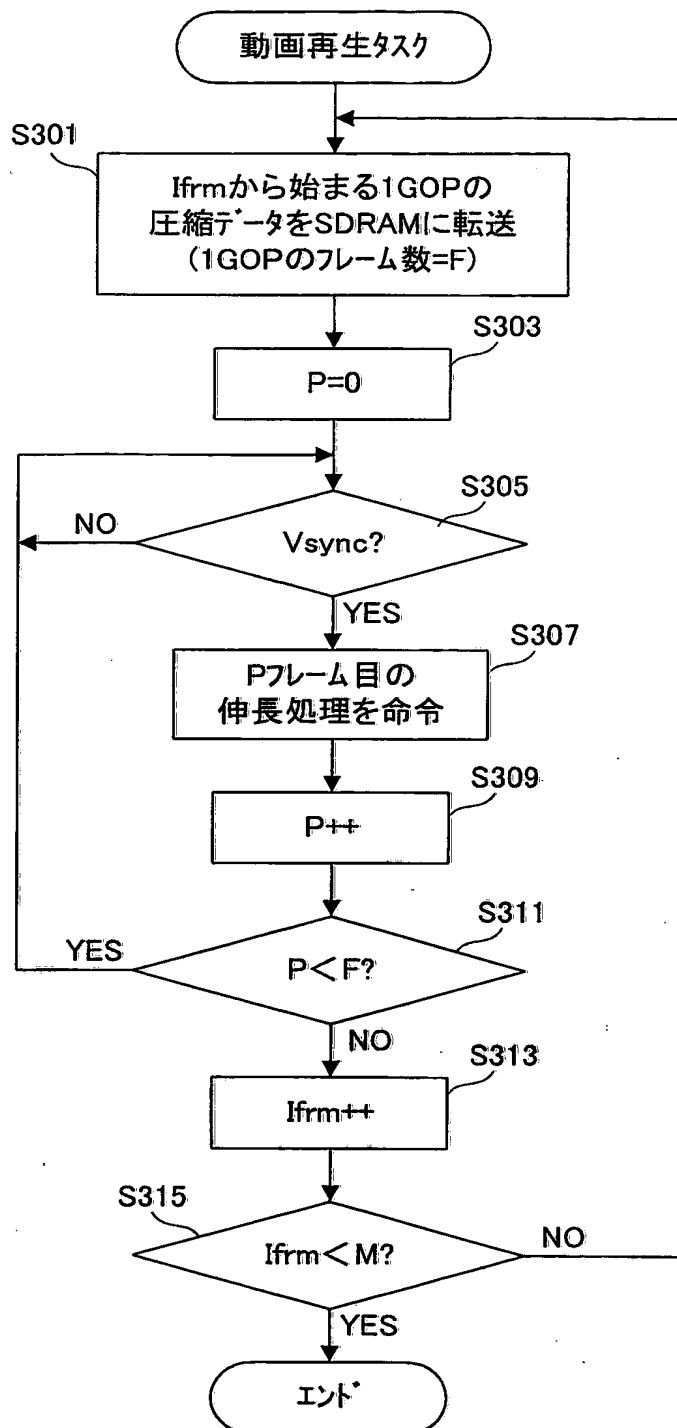 動画再生タスク
S301
Ifrmから始まる1GOPの
圧縮データをSDRAMに転送
(1GOPのフレーム数=F)
S303
P=0
S305
NO
Vsync?
YES
S307
Pフレーム目の
伸長処理を命令
S309
P++
S311
YES
P<F?
NO
S313
Ifrm++
S315
Ifrm<M?
NO
YES
エンド